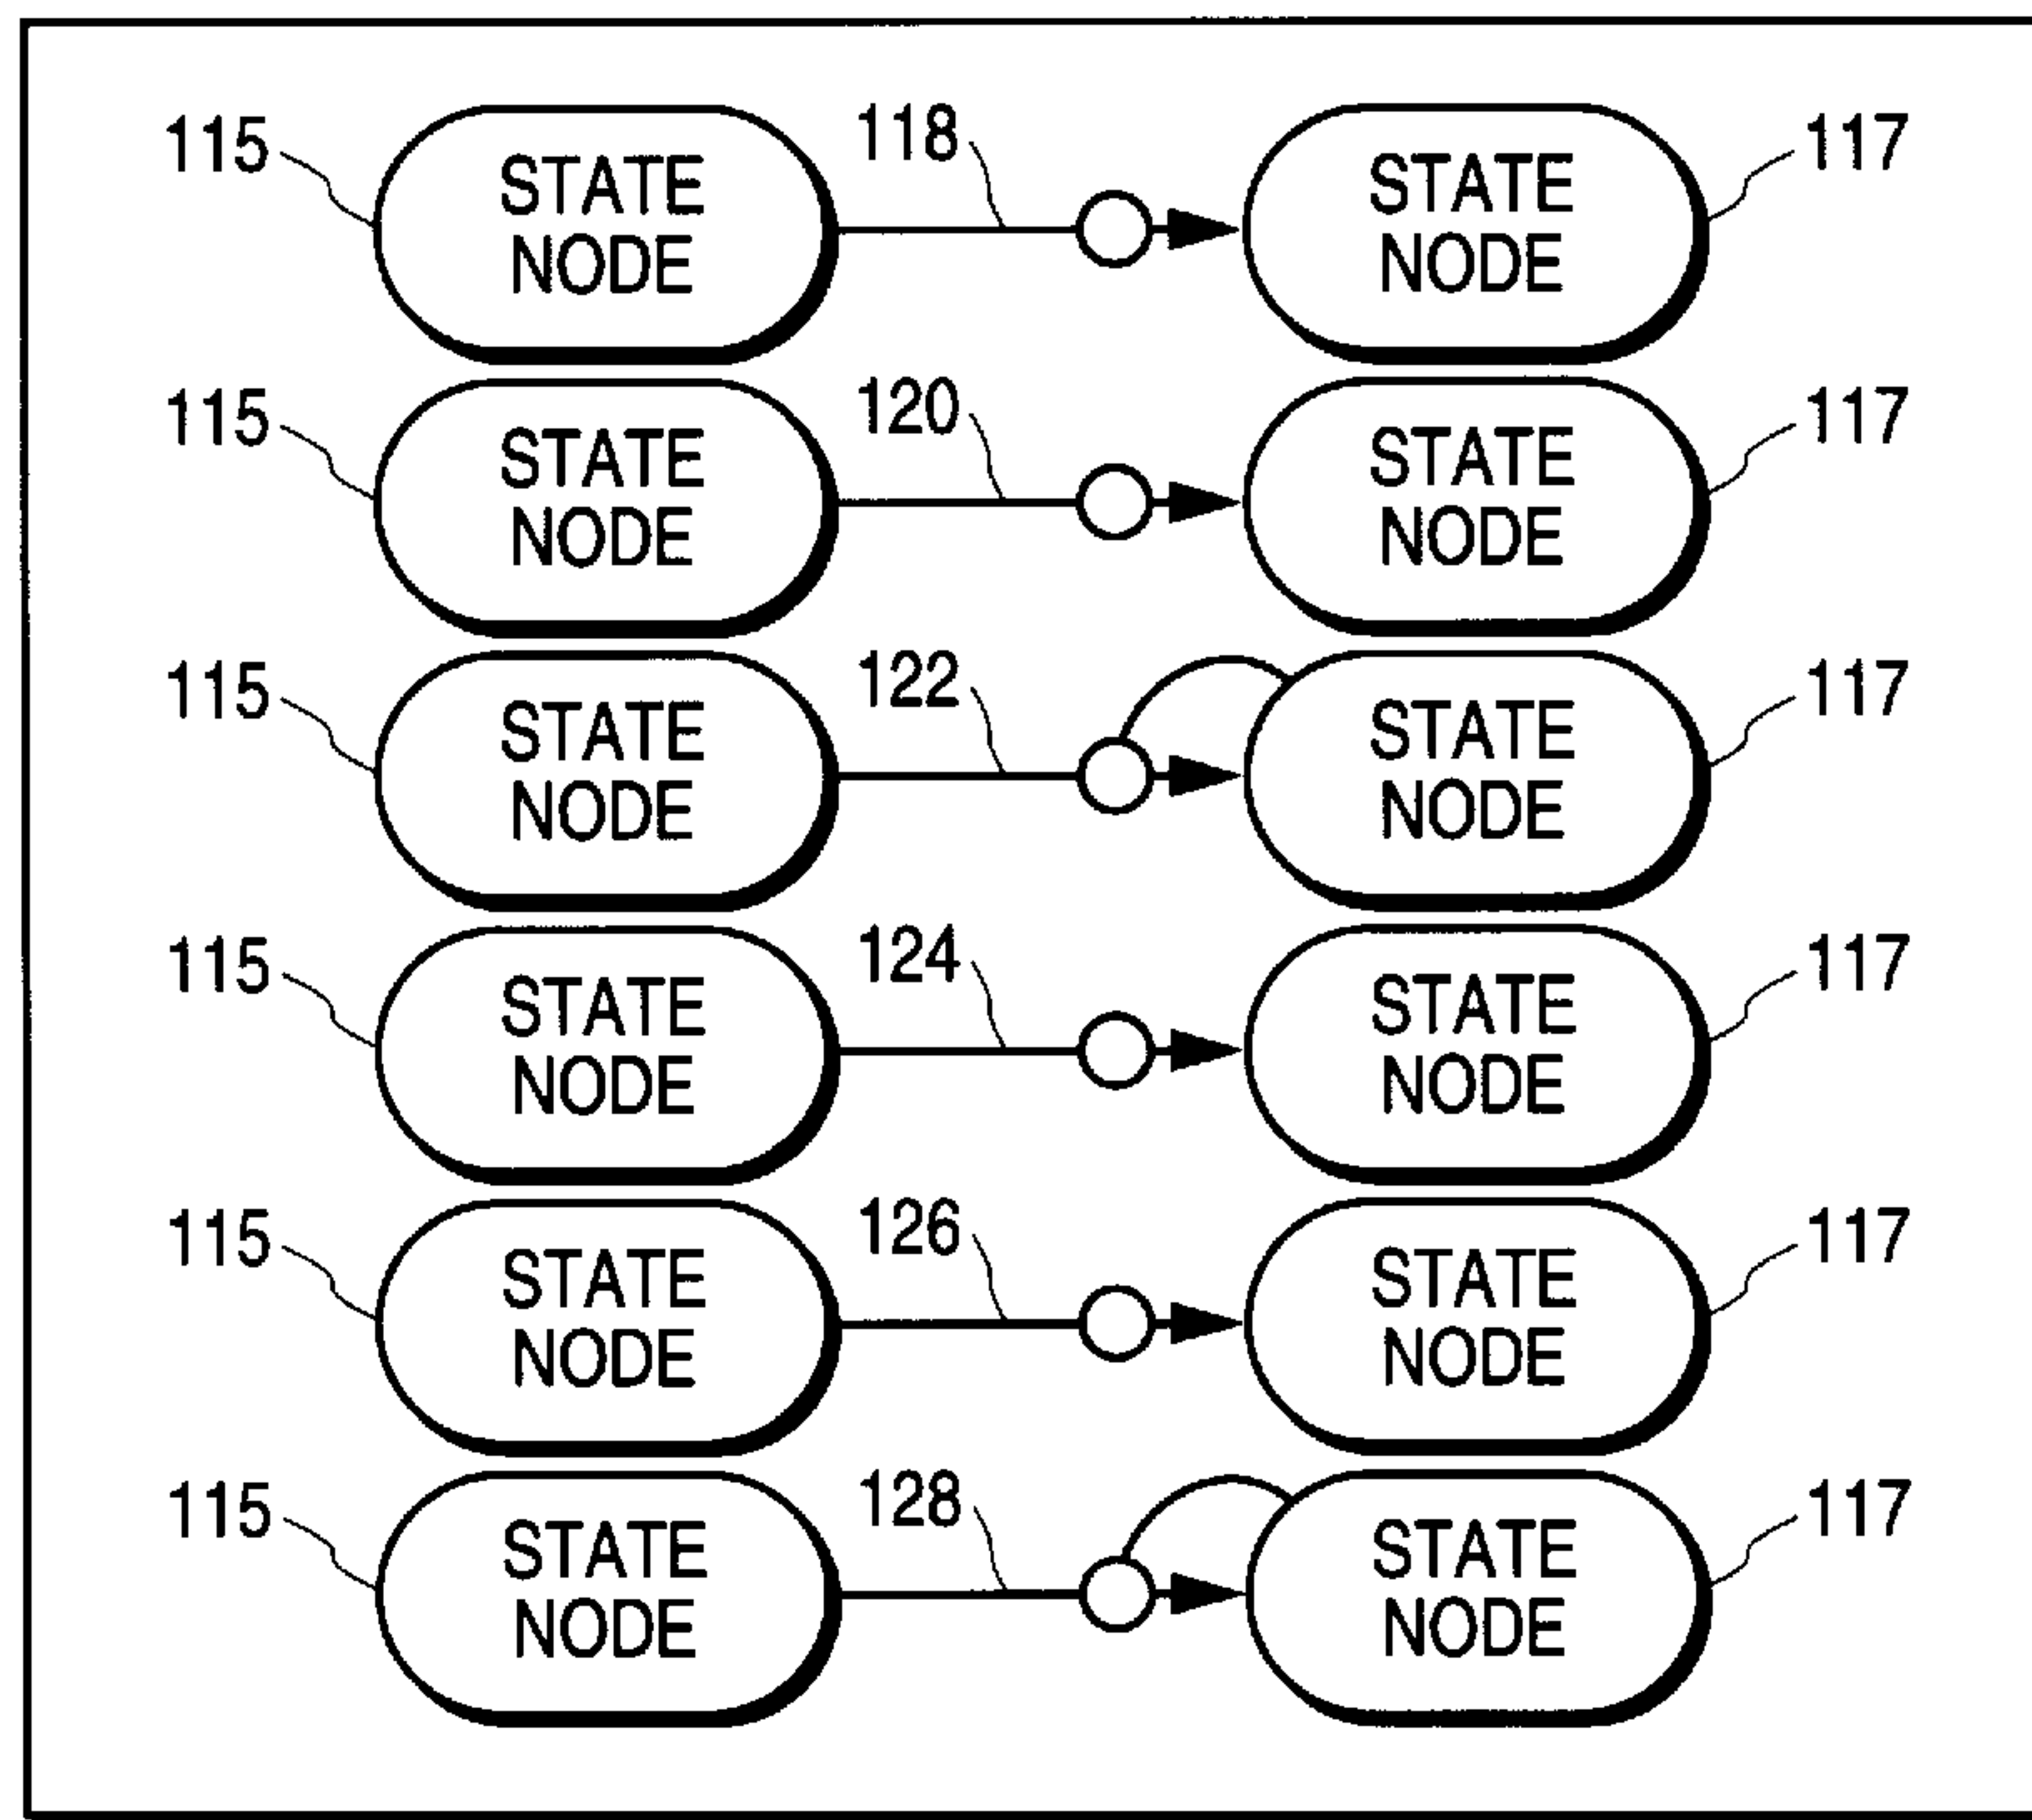 115 STATE 118 STATE 117
NODE NODE
115 STATE 120 STATE 117
NODE NODE
115 STATE 122 STATE 117
NODE NODE
115 STATE 124 STATE 117
NODE NODE
115 STATE 126 STATE 117
NODE NODE
115 STATE 128 STATE 117
NODE NODE